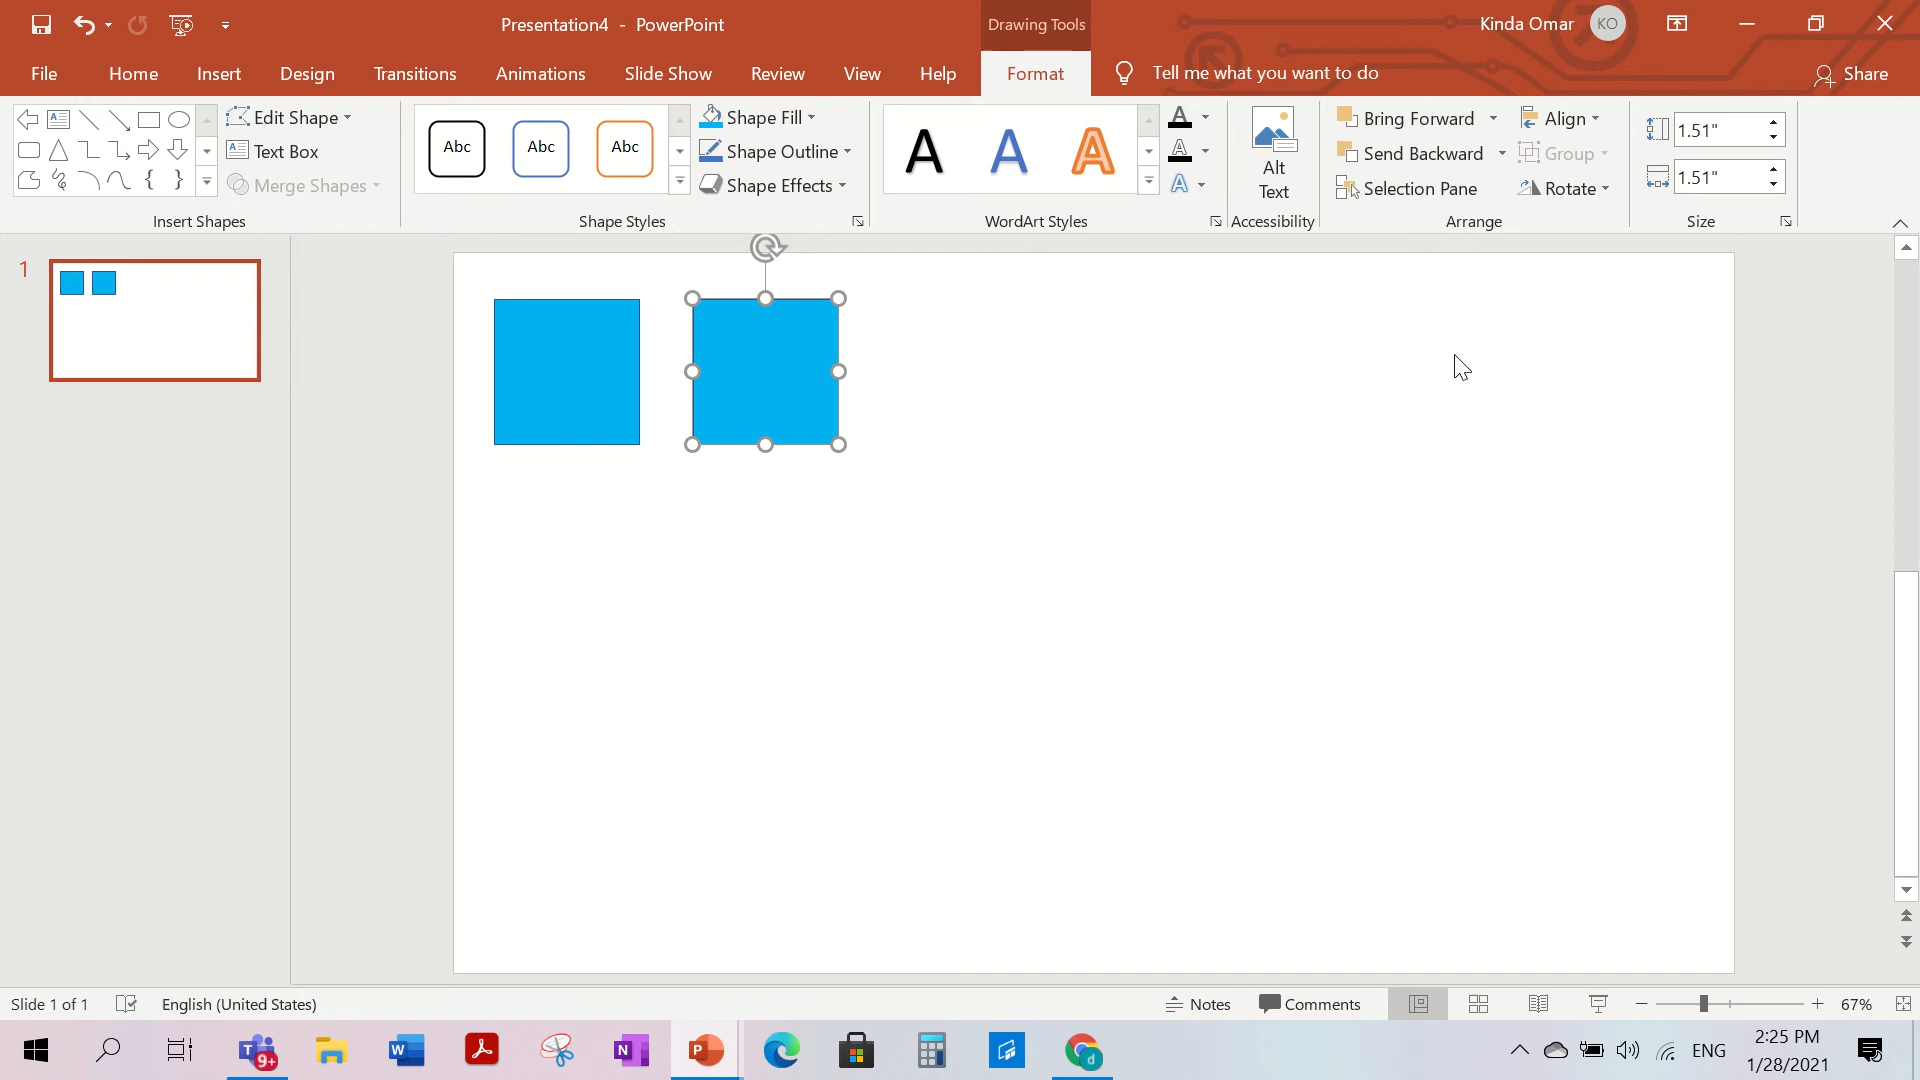 Presentation4 - PowerPoint
Drawing Tools
Kinda Omar
KO
File Home Insert Design Transitions Animations Slide Show Review View Help Format Tell me what you want to do Share
Edit Shape
Text Box
Merge Shapes
Insert Shapes
Abc Abc Abc
Shape Fill
Shape Outline
Shape Effects
Shape Styles
A A A
WordArt Styles
Alt
Text
Accessibility
Bring Forward
Send Backward
Selection Pane
Align
Group
Rotate
Arrange
1.51"
1.51"
Size
1
Slide 1 of 1 English (United States) Notes Comments 67%
9+
ENG
2:25 PM
1/28/2021